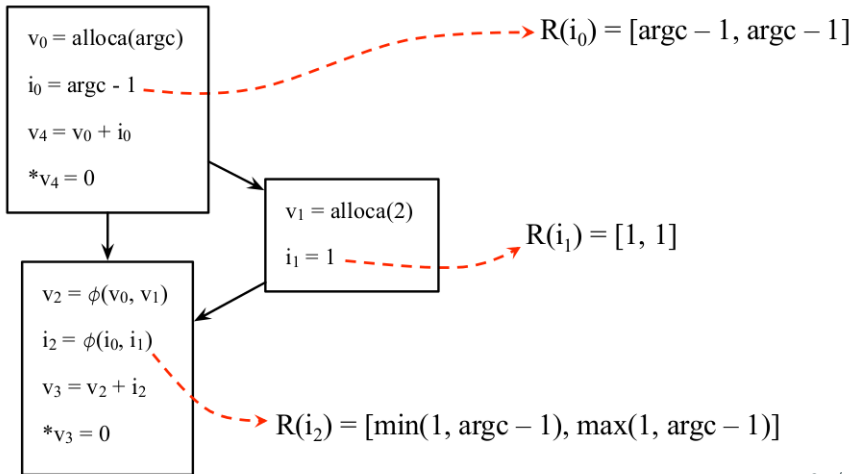 v₀ = alloca(argc)
i₀ = argc - 1
v₄ = v₀ + i₀
*v₄ = 0
R(i₀) = [argc – 1, argc – 1]
v₁ = alloca(2)
i₁ = 1
R(i₁) = [1, 1]
v₂ = ϕ(v₀, v₁)
i₂ = ϕ(i₀, i₁)
v₃ = v₂ + i₂
*v₃ = 0
R(i₂) = [min(1, argc – 1), max(1, argc – 1)]